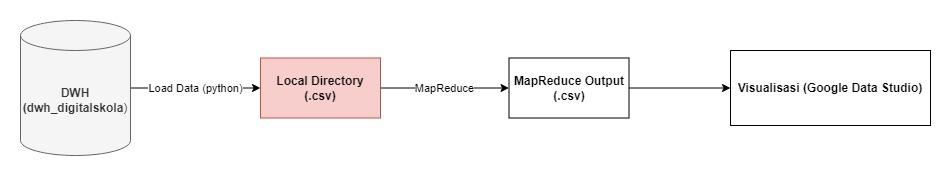 DWH
(dwh_digitalskola)
Load Data (python)
Local Directory
(.csv)
MapReduce
MapReduce Output
(.csv)
Visualisasi (Google Data Studio)